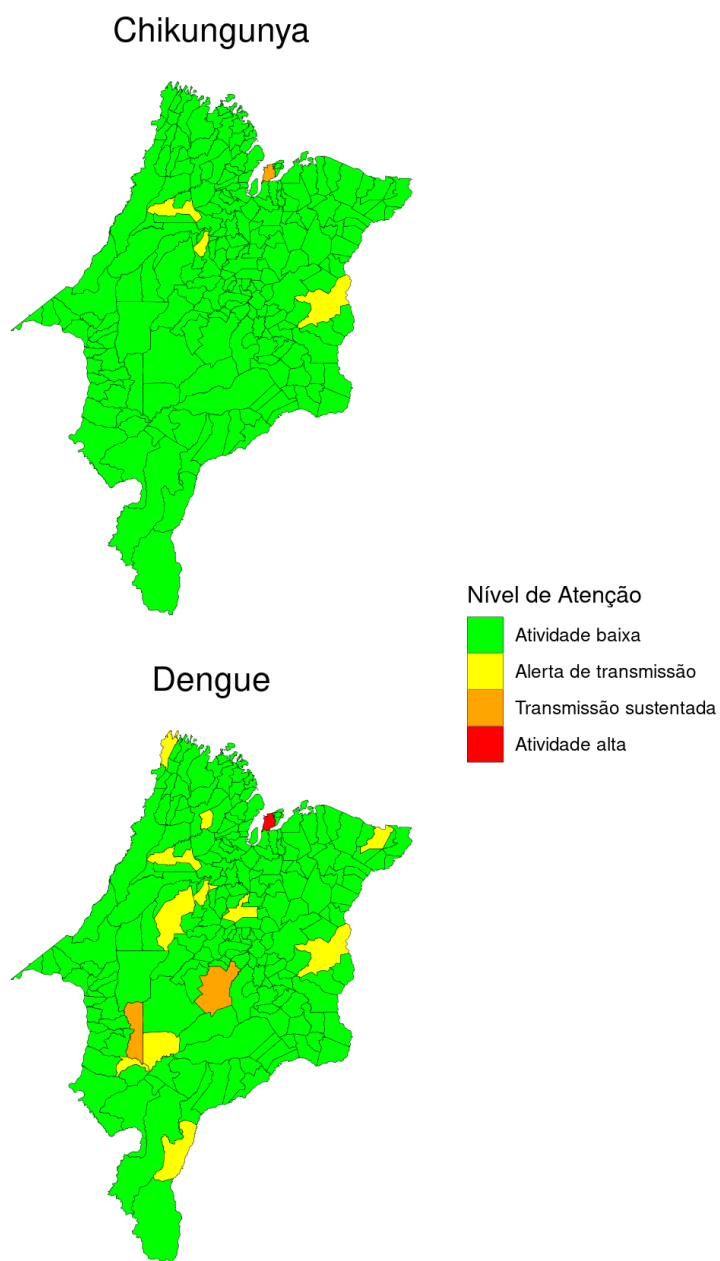 Chikungunya
Nível de Atenção
Atividade baixa
Alerta de transmissão
Transmissão sustentada
Atividade alta
Dengue